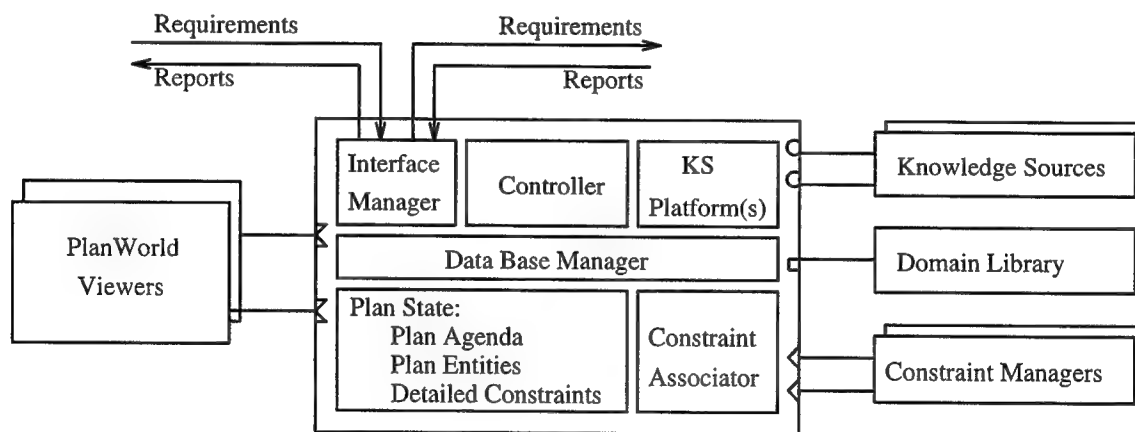 Requirements
Requirements
Reports
Reports
Interface
Manager
Controller
KS
Platform(s)
Knowledge Sources
PlanWorld
Viewers
Data Base Manager
Domain Library
Plan State:
Plan Agenda
Plan Entities
Detailed Constraints
Constraint
Associator
Constraint Managers